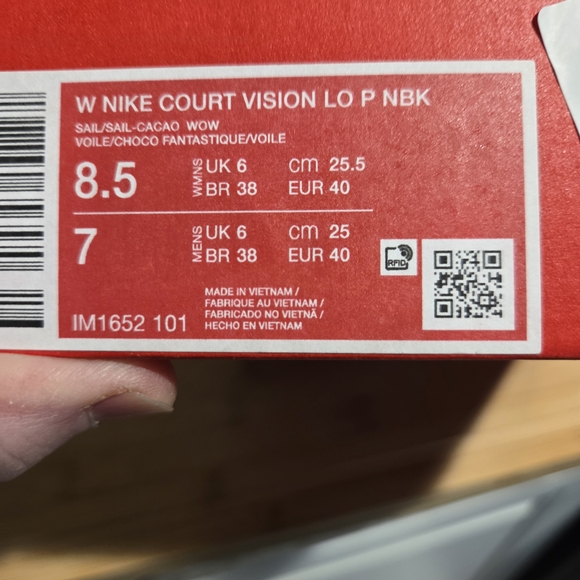 W NIKE COURT VISION LO P NBK
SAIL/SAIL-CACAO WOW
VOILE/CHOCO FANTASTIQUE/VOILE
8.5 WMNS UK 6 cm 25.5
BR 38 EUR 40
7 MENS UK 6 cm 25
BR 38 EUR 40
RFID
MADE IN VIETNAM /
FABRIQUE AU VIETNAM /
FABRICADO NO VIETNÃ /
HECHO EN VIETNAM
IM1652 101